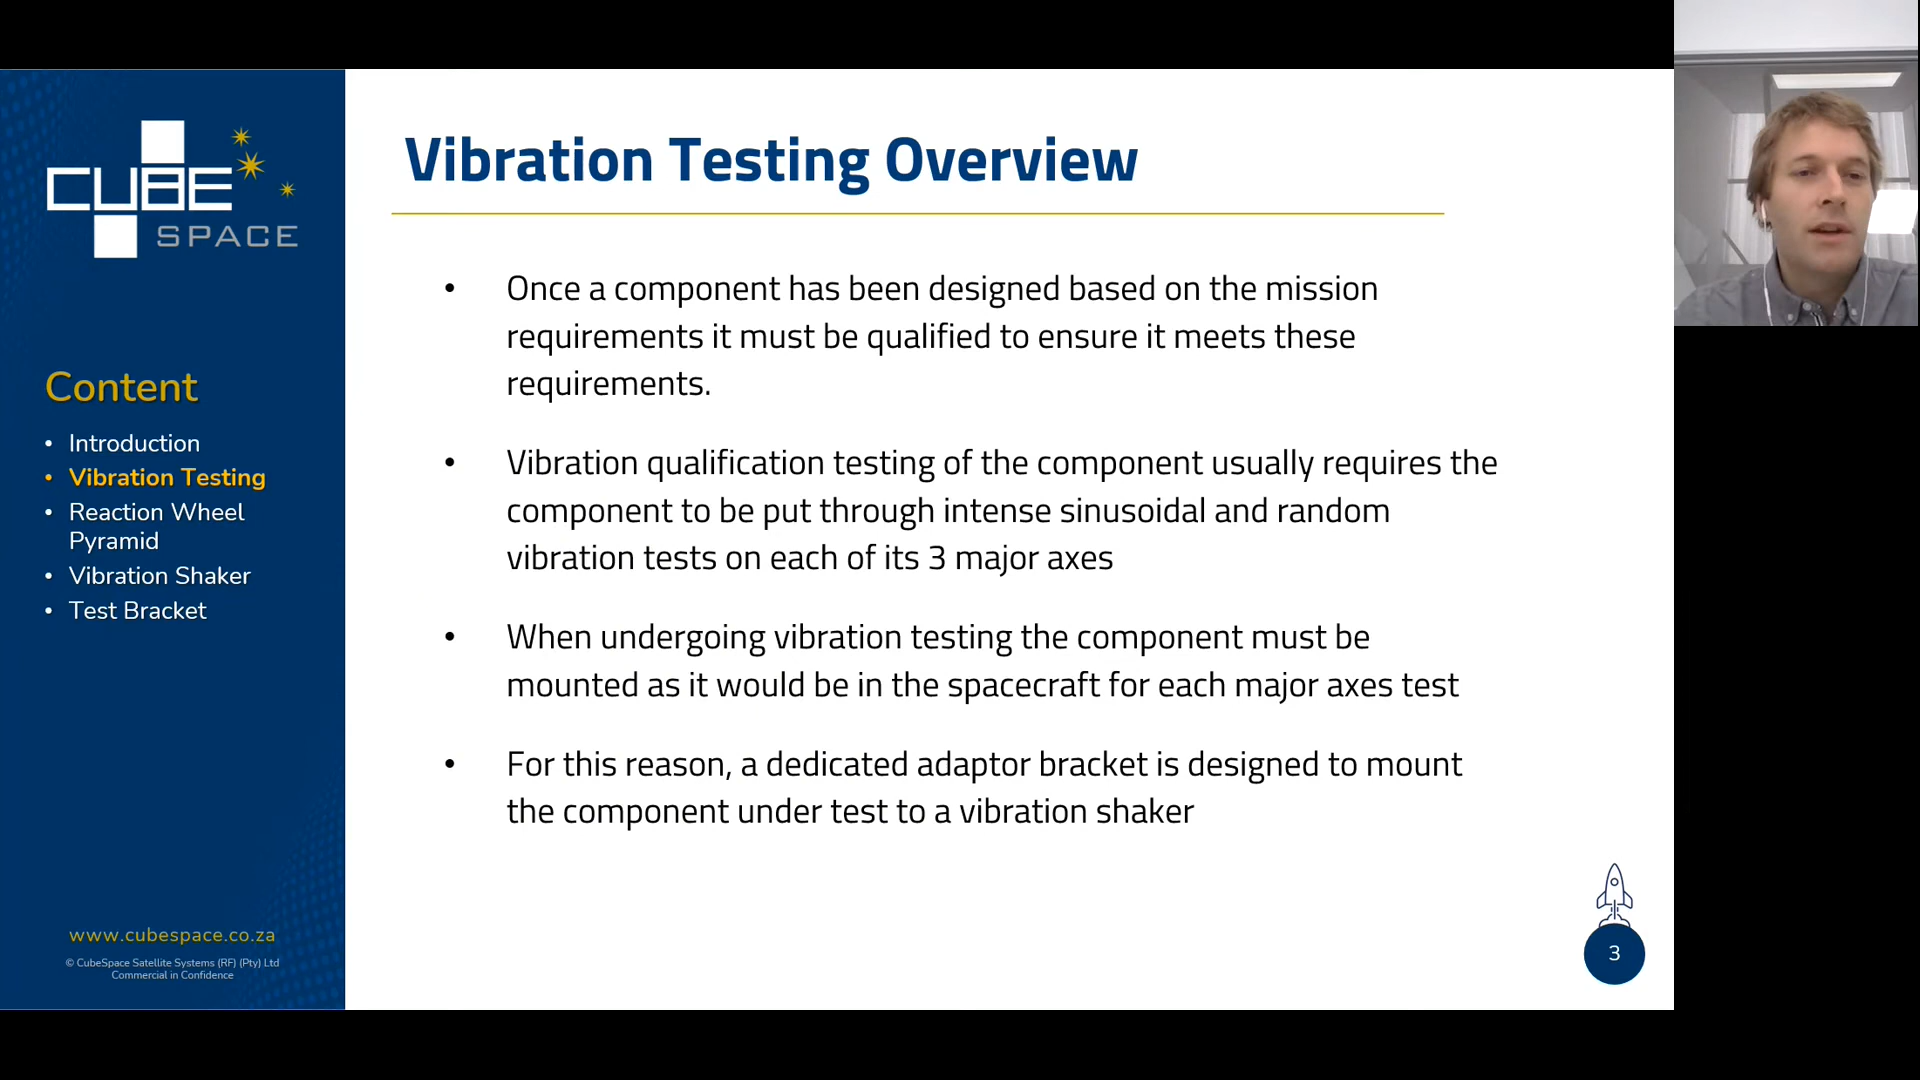 CUBE
SPACE
Content
• Introduction
• Vibration Testing
• Reaction Wheel
Pyramid
• Vibration Shaker
• Test Bracket
www.cubespace.co.za
© CubeSpace Satellite Systems (RF) (Pty) Ltd
Commercial in Confidence
Vibration Testing Overview
• Once a component has been designed based on the mission
requirements it must be qualified to ensure it meets these
requirements.
• Vibration qualification testing of the component usually requires the
component to be put through intense sinusoidal and random
vibration tests on each of its 3 major axes
• When undergoing vibration testing the component must be
mounted as it would be in the spacecraft for each major axes test
• For this reason, a dedicated adaptor bracket is designed to mount
the component under test to a vibration shaker
3